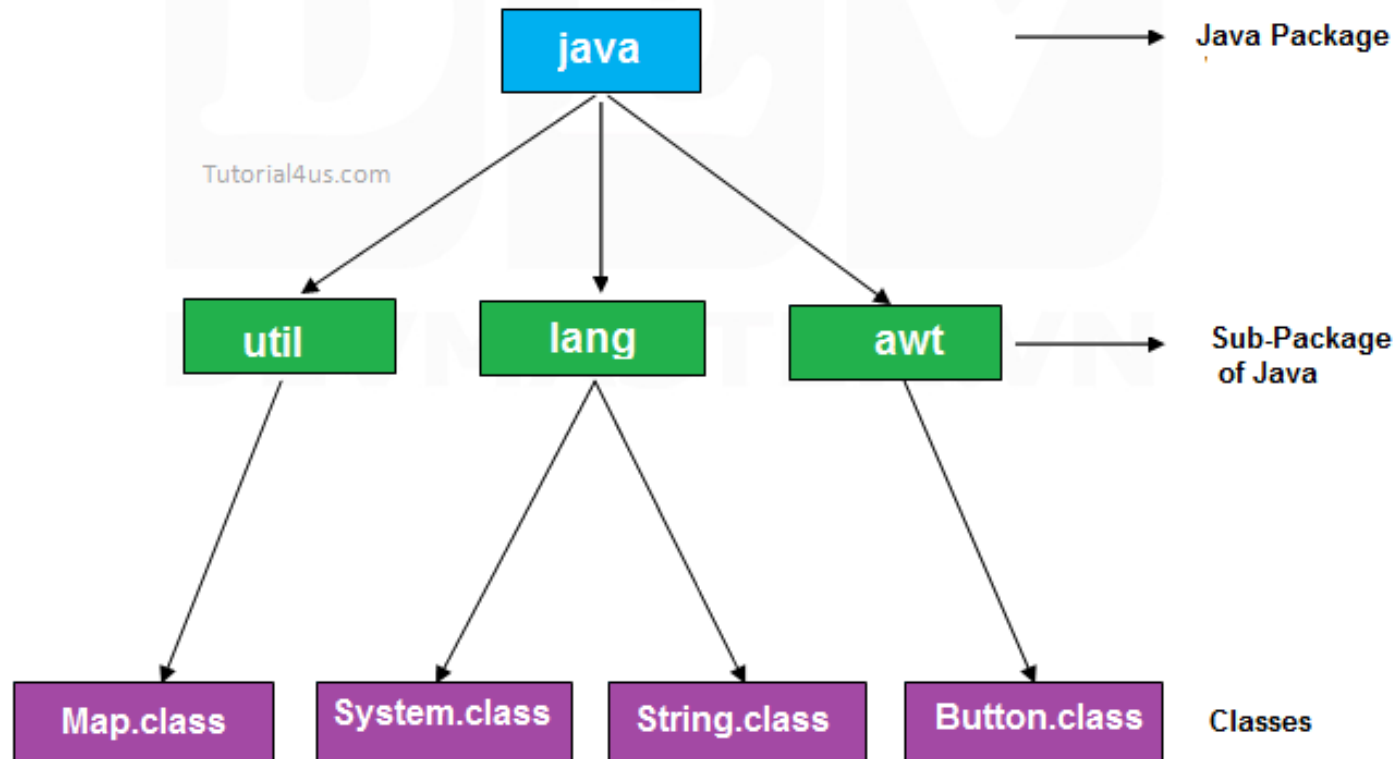 java
Java Package
Tutorial4us.com
util
lang
awt
Sub-Package
of Java
Map.class
System.class
String.class
Button.class
Classes